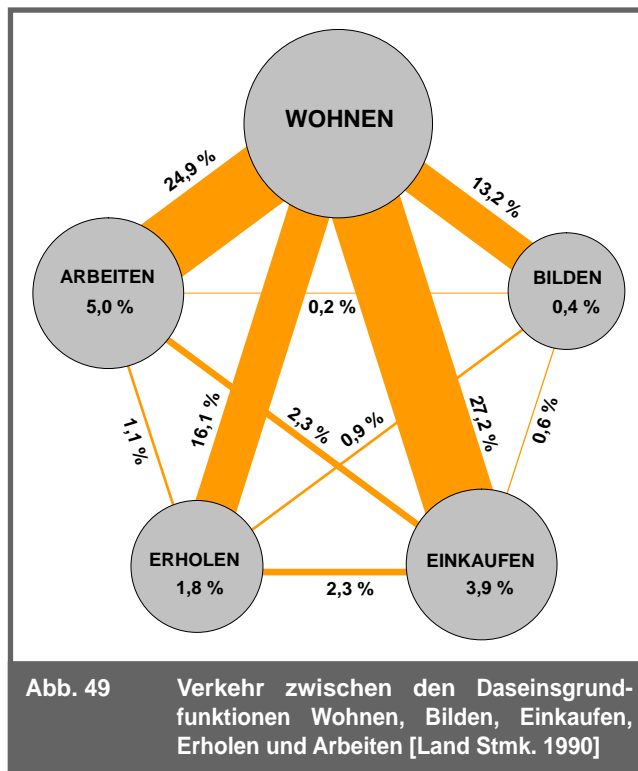 WOHNEN
24,9 %
13,2 %
ARBEITEN
5,0 %
BILDEN
0,4 %
0,2 %
1,1 %
16,1 %
2,3 %
0,9 %
27,2 %
0,6 %
ERHOLEN
1,8 %
EINKAUFEN
3,9 %
2,3 %
Abb. 49 Verkehr zwischen den Daseinsgrund-
funktionen Wohnen, Bilden, Einkaufen,
Erholen und Arbeiten [Land Stmk. 1990]